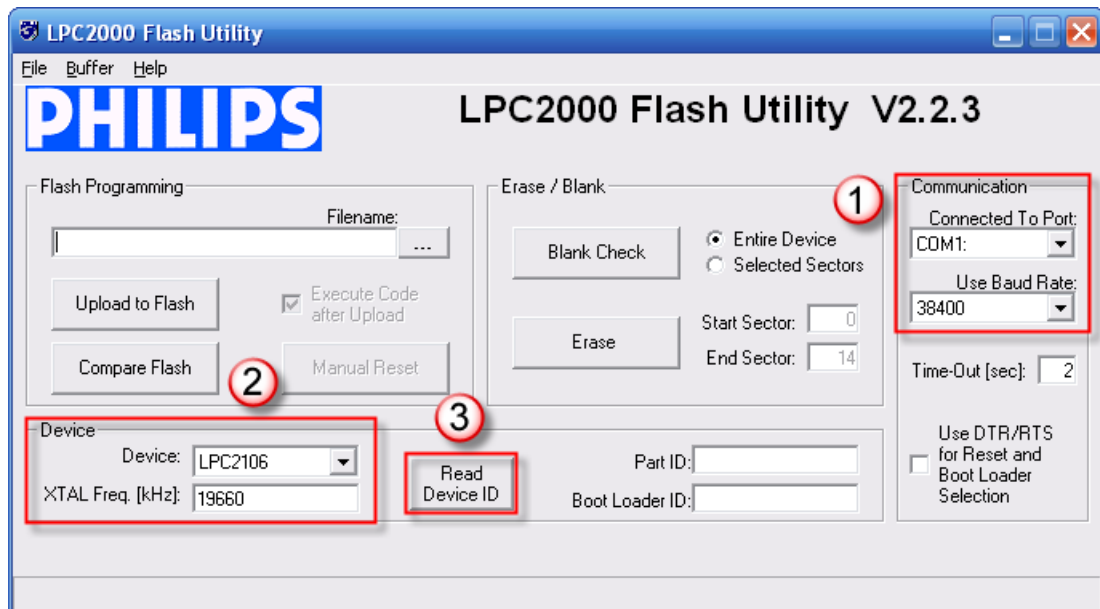 LPC2000 Flash Utility
File Buffer Help
PHILIPS
LPC2000 Flash Utility V2.2.3
Flash Programming
Filename:
...
Upload to Flash
Execute Code
after Upload
Compare Flash
Manual Reset
2
Erase / Blank
Blank Check
Entire Device
Selected Sectors
Erase
Start Sector: 0
End Sector: 14
1
Communication
Connected To Port:
COM1:
Use Baud Rate:
38400
Time-Out [sec]: 2
Use DTR/RTS
for Reset and
Boot Loader
Selection
Device
Device: LPC2106
XTAL Freq. [kHz]: 19660
3
Read
Device ID
Part ID:
Boot Loader ID: